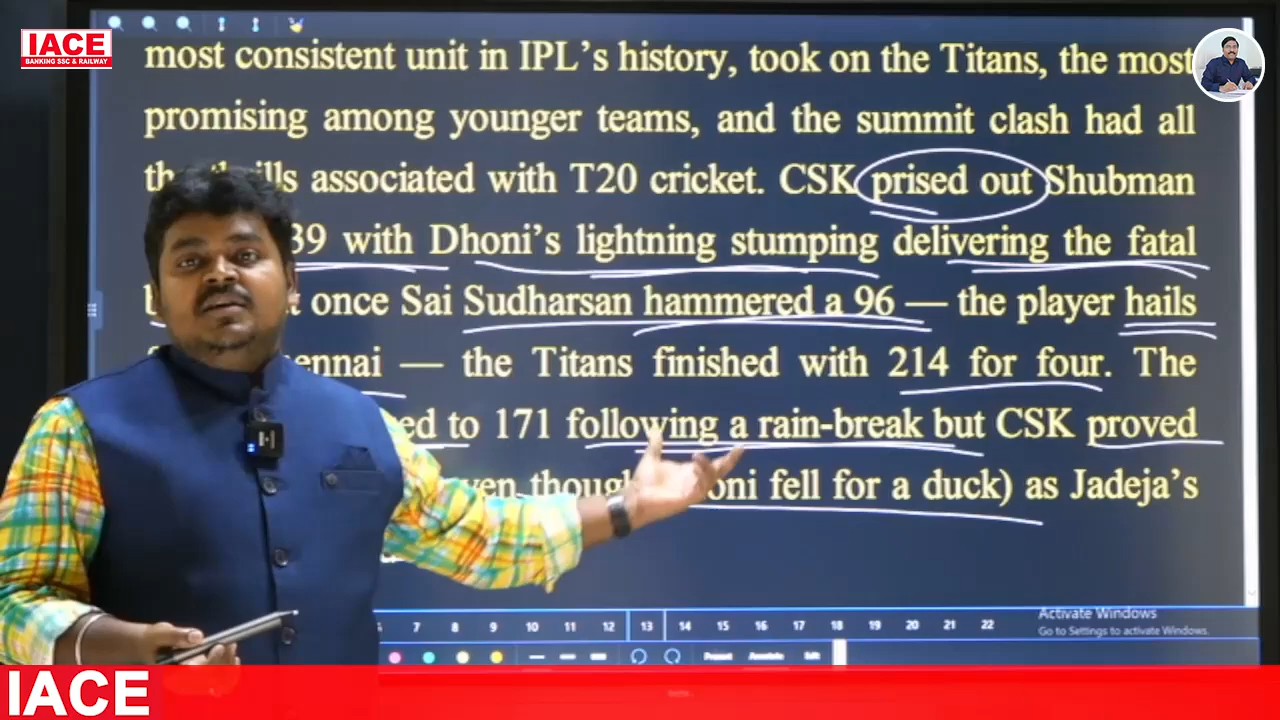 IACE
BANKING SSC & RAILWAY
most consistent unit in IPL’s history, took on the Titans, the most
promising among younger teams, and the summit clash had all
associated with T20 cricket. CSK prised out Shubman
39 with Dhoni’s lightning stumping delivering the fatal
once Sai Sudharsan hammered a 96 — the player hails
— the Titans finished with 214 for four. The
to 171 following a rain-break but CSK proved
fell for a duck) as Jadeja’s
7 8 9 10 11 12 13 14 15 16 17 18 19 20 21 22
Activate Windows
Go to Settings to activate Windows.
Present Annotate Edit
IACE